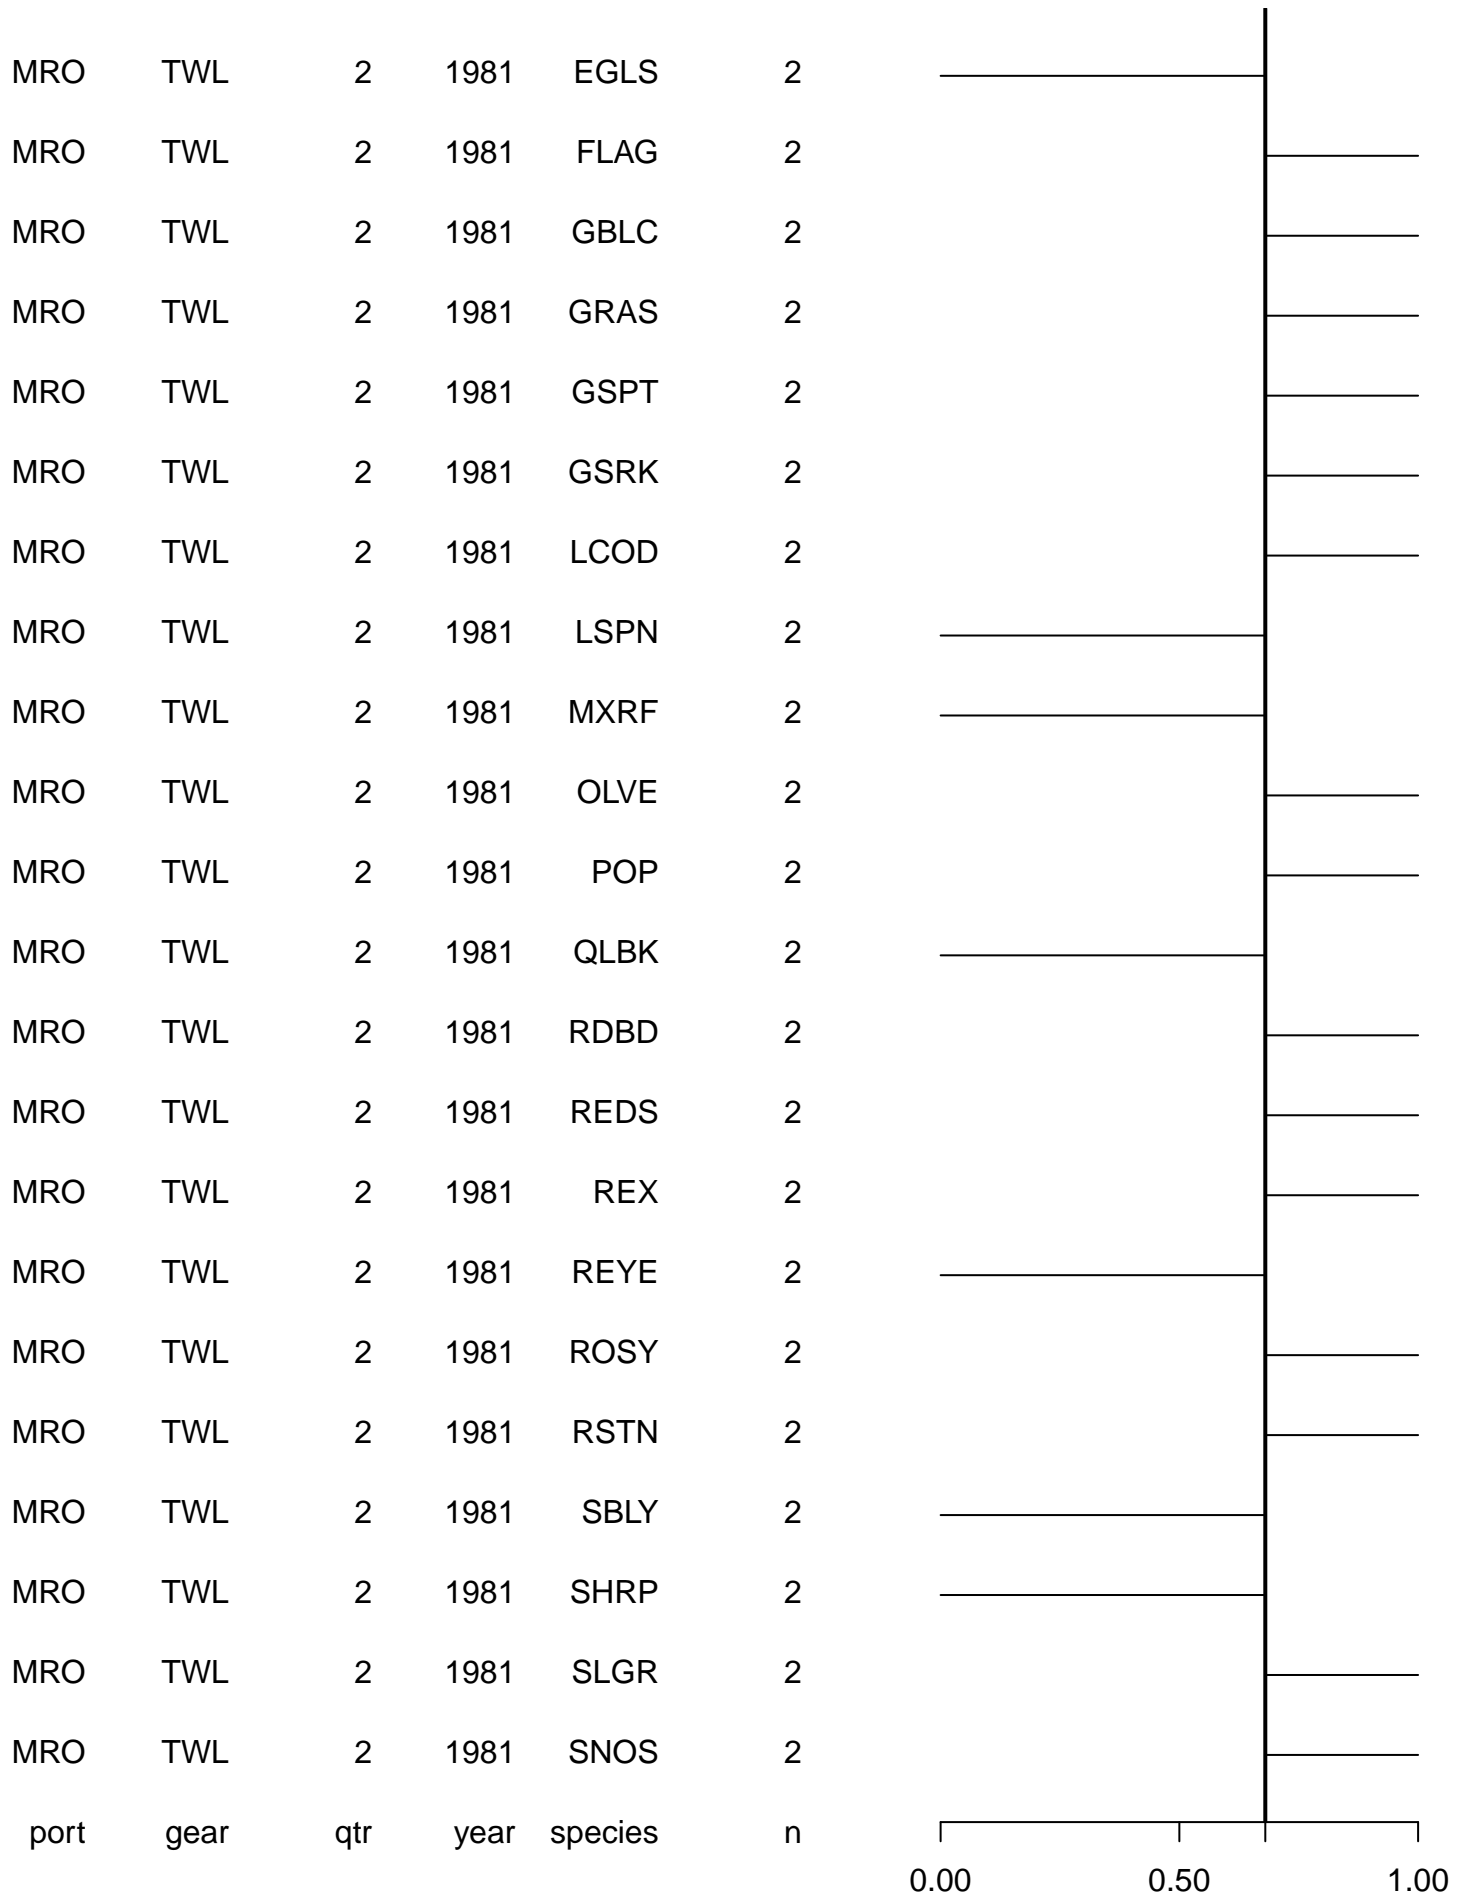 MRO TWL 2 1981 EGLS 2
MRO TWL 2 1981 FLAG 2
MRO TWL 2 1981 GBLC 2
MRO TWL 2 1981 GRAS 2
MRO TWL 2 1981 GSPT 2
MRO TWL 2 1981 GSRK 2
MRO TWL 2 1981 LCOD 2
MRO TWL 2 1981 LSPN 2
MRO TWL 2 1981 MXRF 2
MRO TWL 2 1981 OLVE 2
MRO TWL 2 1981 POP 2
MRO TWL 2 1981 QLBK 2
MRO TWL 2 1981 RDBD 2
MRO TWL 2 1981 REDS 2
MRO TWL 2 1981 REX 2
MRO TWL 2 1981 REYE 2
MRO TWL 2 1981 ROSY 2
MRO TWL 2 1981 RSTN 2
MRO TWL 2 1981 SBLY 2
MRO TWL 2 1981 SHRP 2
MRO TWL 2 1981 SLGR 2
MRO TWL 2 1981 SNOS 2
port gear qtr year species n
0.00 0.50 1.00